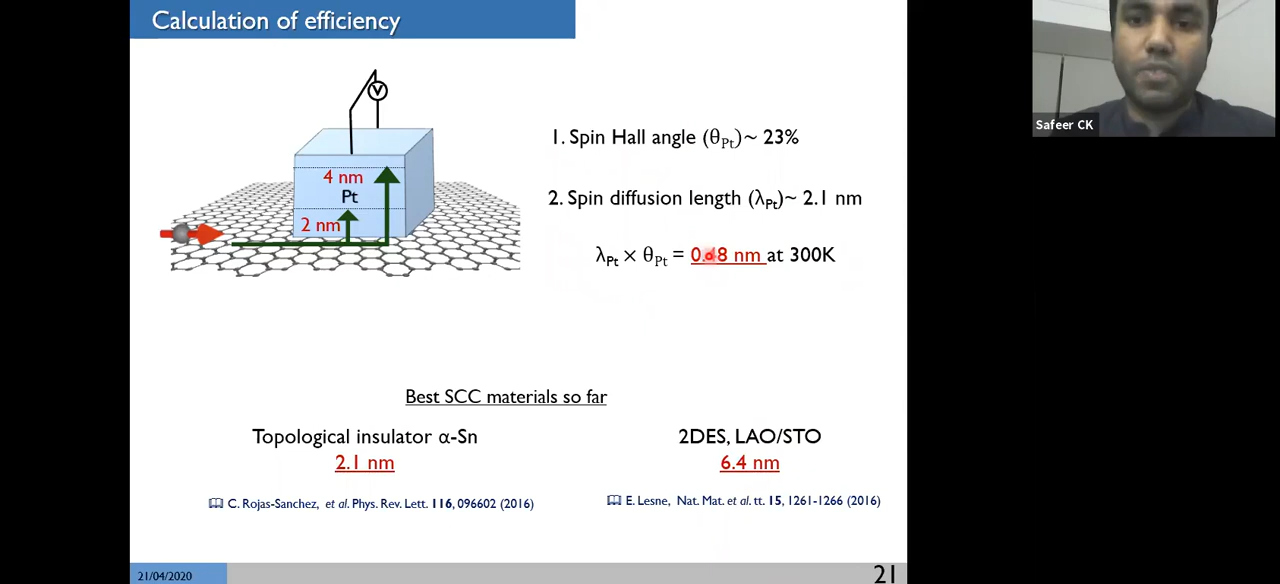 Calculation of efficiency
V
4 nm
Pt
2 nm
1. Spin Hall angle (θPt)~ 23%
2. Spin diffusion length (λPt)~ 2.1 nm
λPt × θPt = 0.48 nm at 300K
Safeer CK
Best SCC materials so far
Topological insulator α-Sn
2.1 nm
C. Rojas-Sanchez, et al. Phys. Rev. Lett. 116, 096602 (2016)
2DES, LAO/STO
6.4 nm
E. Lesne, Nat. Mat. et al. tt. 15, 1261-1266 (2016)
21/04/2020
21